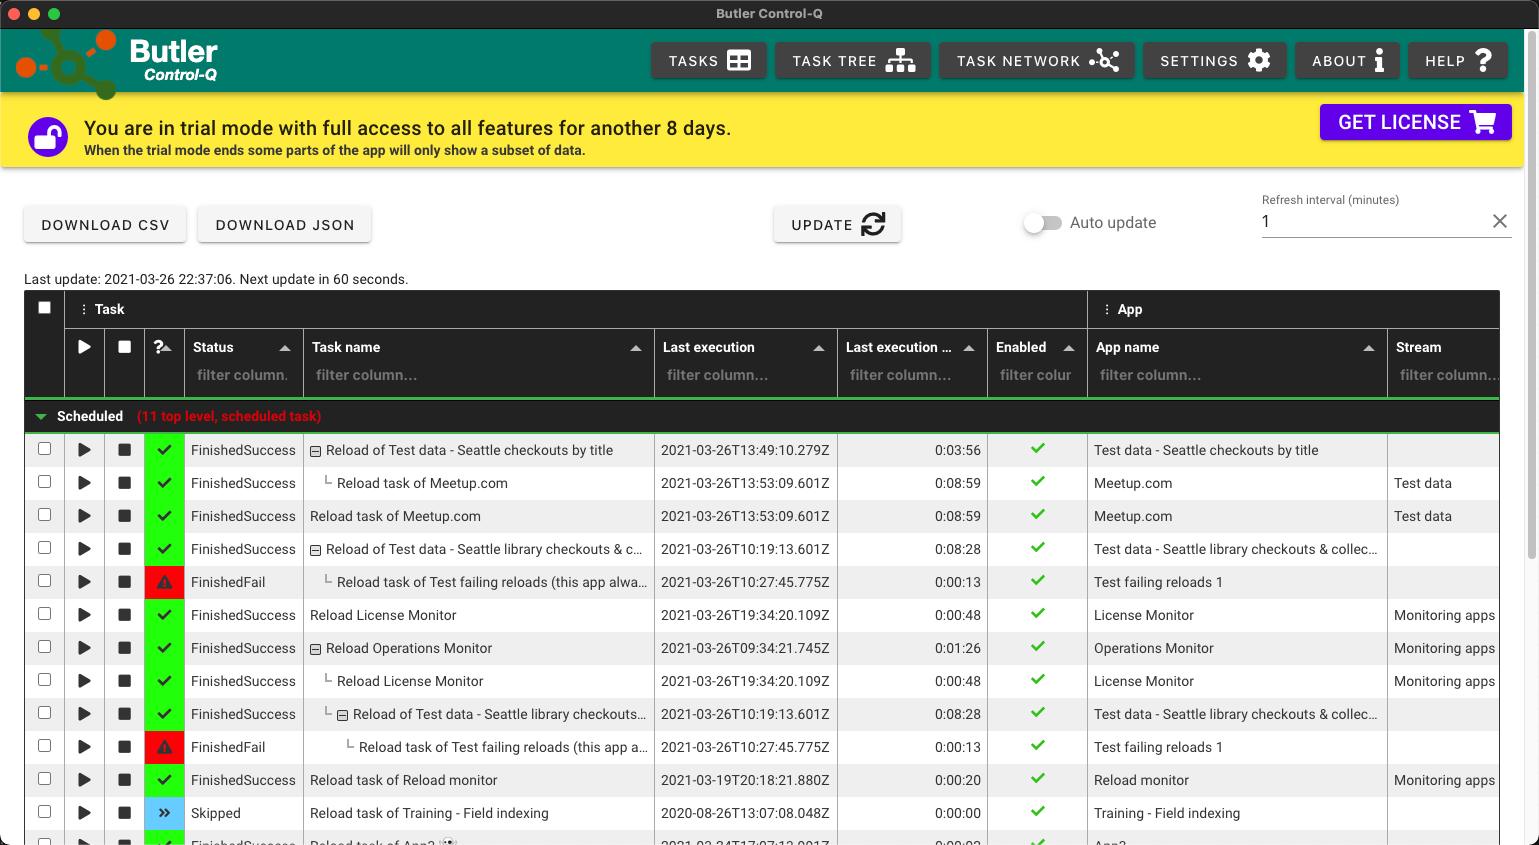 Butler Control-Q
Butler
Control-Q
TASKS
TASK TREE
TASK NETWORK
SETTINGS
ABOUT
HELP
You are in trial mode with full access to all features for another 8 days.
When the trial mode ends some parts of the app will only show a subset of data.
GET LICENSE
DOWNLOAD CSV
DOWNLOAD JSON
UPDATE
Auto update
Refresh interval (minutes)
1
Last update: 2021-03-26 22:37:06. Next update in 60 seconds.
Task App
? Status Task name Last execution Last execution ... Enabled App name Stream
filter column. filter column... filter column... filter column... filter colur filter column... filter column...
Scheduled (11 top level, scheduled task)
FinishedSuccess Reload of Test data - Seattle checkouts by title 2021-03-26T13:49:10.279Z 0:03:56 Test data - Seattle checkouts by title
FinishedSuccess Reload task of Meetup.com 2021-03-26T13:53:09.601Z 0:08:59 Meetup.com Test data
FinishedSuccess Reload task of Meetup.com 2021-03-26T13:53:09.601Z 0:08:59 Meetup.com Test data
FinishedSuccess Reload of Test data - Seattle library checkouts & c... 2021-03-26T10:19:13.601Z 0:08:28 Test data - Seattle library checkouts & collec...
FinishedFail Reload task of Test failing reloads (this app alwa... 2021-03-26T10:27:45.775Z 0:00:13 Test failing reloads 1
FinishedSuccess Reload License Monitor 2021-03-26T19:34:20.109Z 0:00:48 License Monitor Monitoring apps
FinishedSuccess Reload Operations Monitor 2021-03-26T09:34:21.745Z 0:01:26 Operations Monitor Monitoring apps
FinishedSuccess Reload License Monitor 2021-03-26T19:34:20.109Z 0:00:48 License Monitor Monitoring apps
FinishedSuccess Reload of Test data - Seattle library checkouts... 2021-03-26T10:19:13.601Z 0:08:28 Test data - Seattle library checkouts & collec...
FinishedFail Reload task of Test failing reloads (this app a... 2021-03-26T10:27:45.775Z 0:00:13 Test failing reloads 1
FinishedSuccess Reload task of Reload monitor 2021-03-19T20:18:21.880Z 0:00:20 Reload monitor Monitoring apps
Skipped Reload task of Training - Field indexing 2020-08-26T13:07:08.048Z 0:00:00 Training - Field indexing
FinishedSuccess Reload task of App2